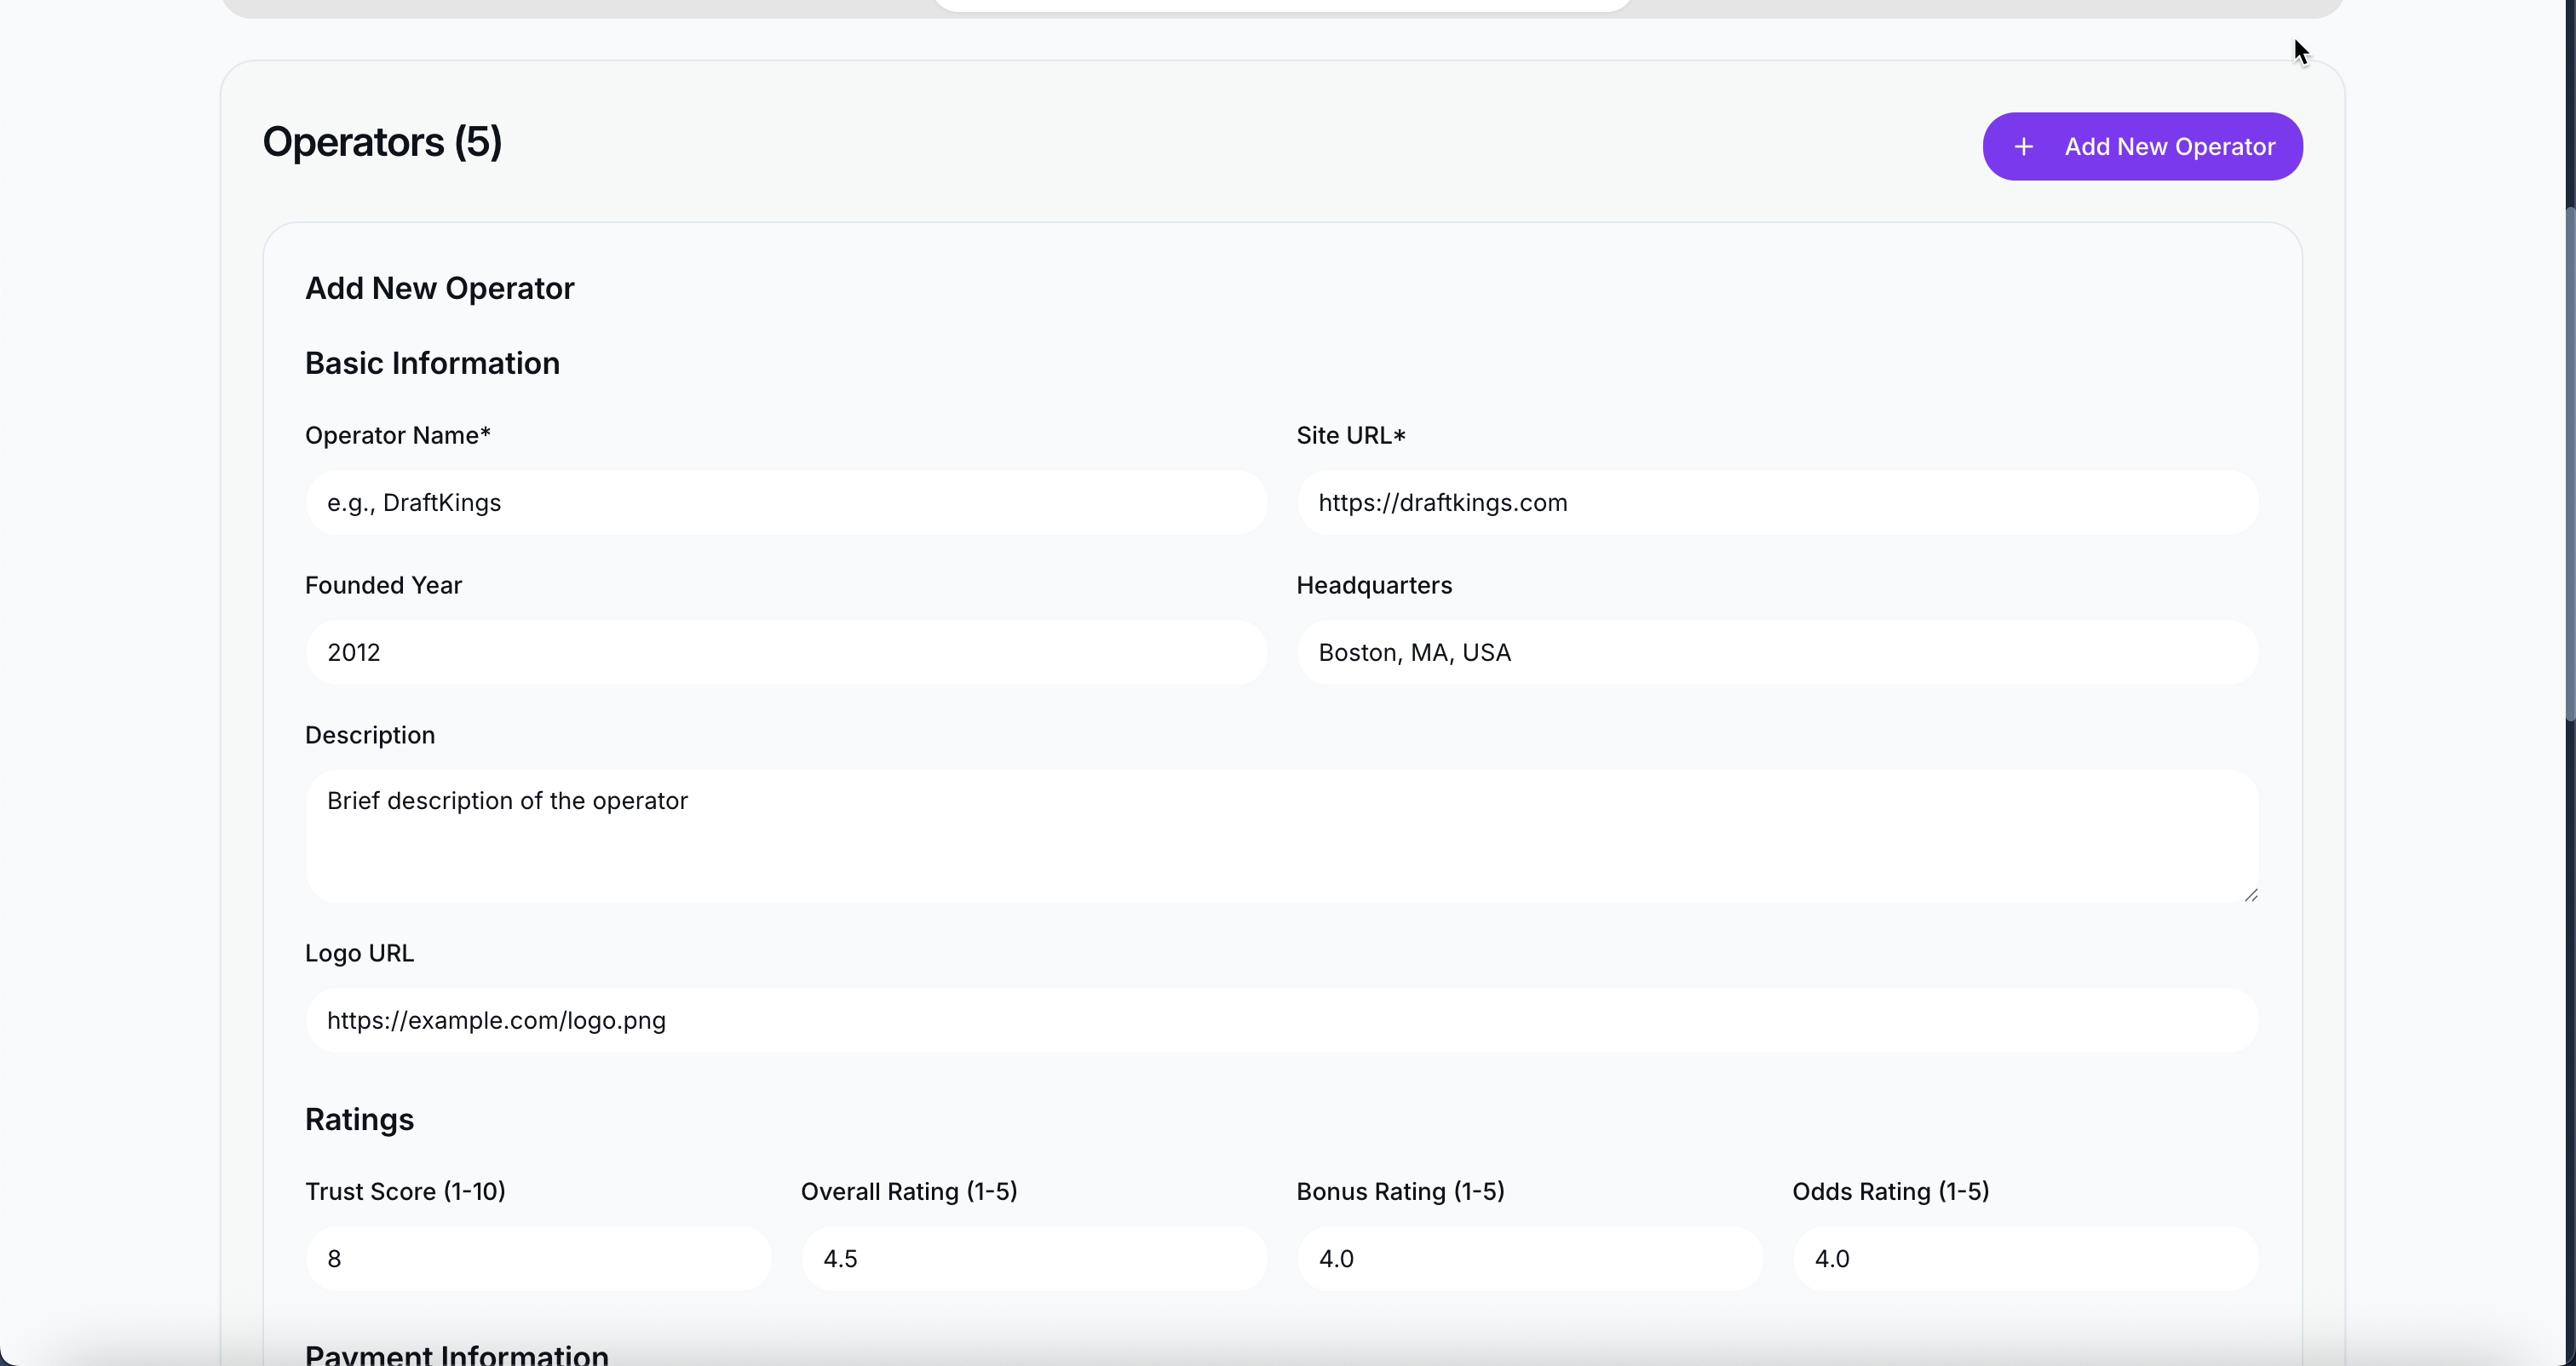 Operators (5)
+ Add New Operator
Add New Operator
Basic Information
Operator Name*
Site URL*
e.g., DraftKings
https://draftkings.com
Founded Year
Headquarters
2012
Boston, MA, USA
Description
Brief description of the operator
Logo URL
https://example.com/logo.png
Ratings
Trust Score (1-10)
Overall Rating (1-5)
Bonus Rating (1-5)
Odds Rating (1-5)
8
4.5
4.0
4.0
Payment Information